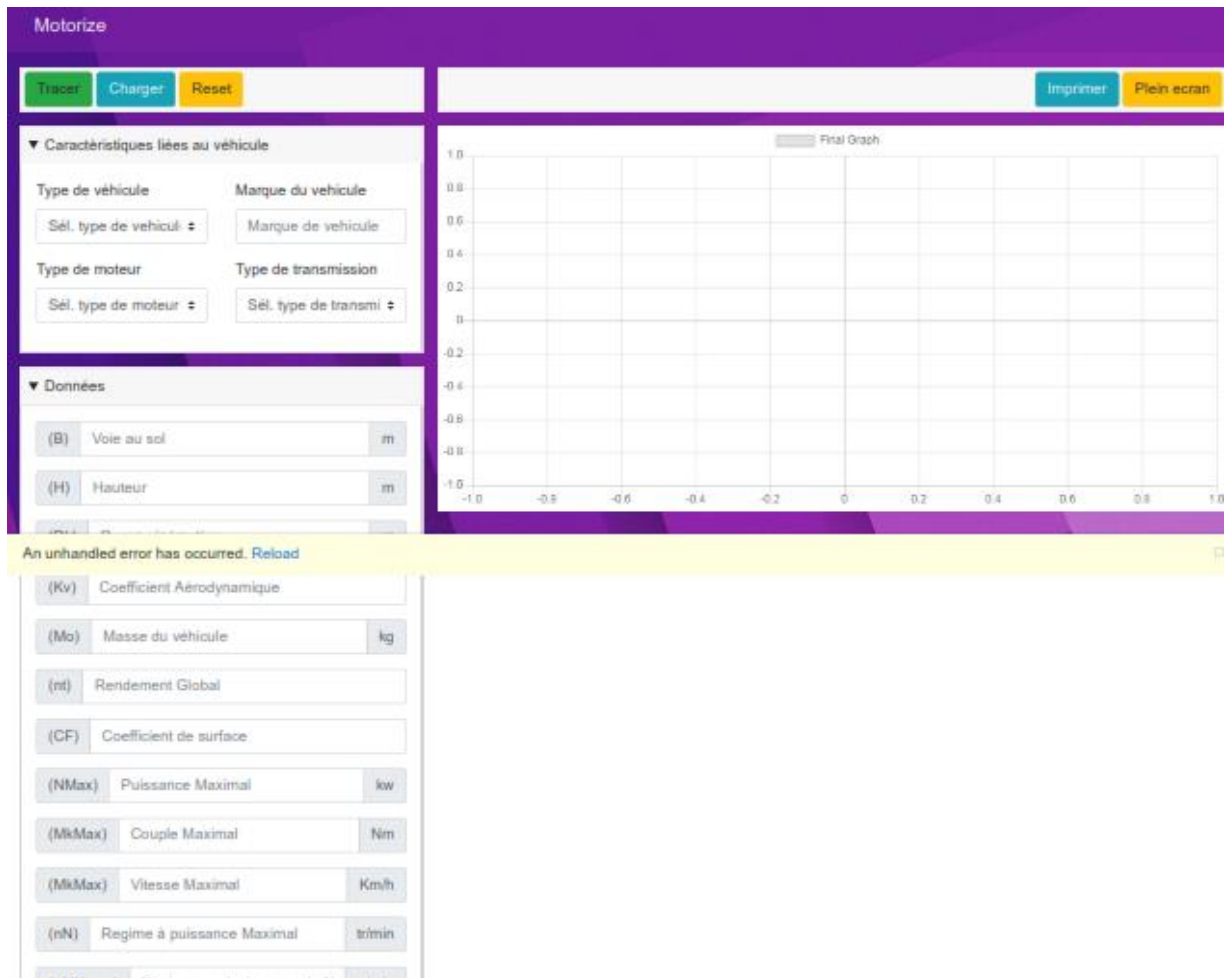 Motorize
Tracer Charger Reset
Imprimer Plein ecran
▼ Caractéristiques liées au véhicule
Type de véhicule Marque du vehicule
Sél. type de vehicul Marque de vehicule
Type de moteur Type de transmission
Sél. type de moteur Sél. type de transmi
▼ Données
(B) Voie au sol m
(H) Hauteur m
Final Graph
1.0
0.8
0.6
0.4
0.2
0
-0.2
-0.4
-0.6
-0.8
-1.0
-1.0 -0.8 -0.6 -0.4 -0.2 0 0.2 0.4 0.6 0.8 1.0
An unhandled error has occurred. Reload
(Kv) Coefficient Aérodynamique
(Mo) Masse du véhicule kg
(nt) Rendement Global
(CF) Coefficient de surface
(NMax) Puissance Maximal kw
(MkMax) Couple Maximal Nm
(MkMax) Vitesse Maximal Km/h
(nN) Regime à puissance Maximal tr/min